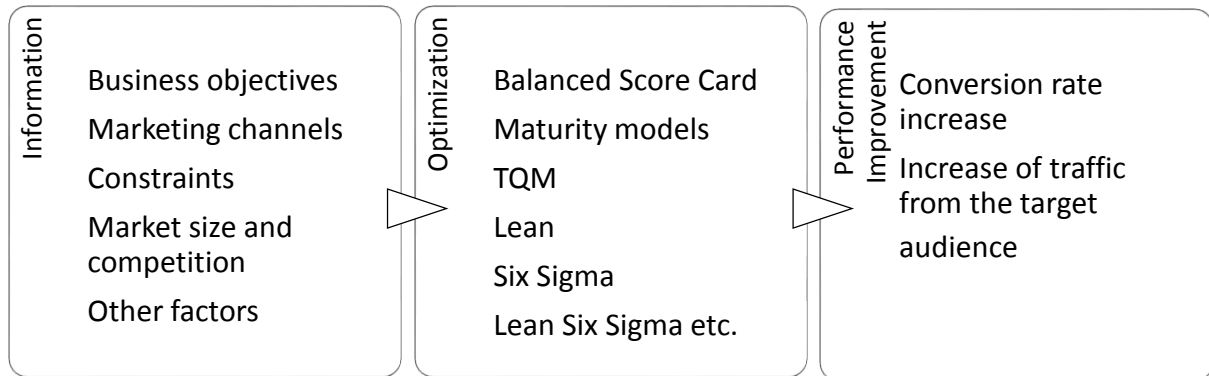 Information
Business objectives
Marketing channels
Constraints
Market size and
competition
Other factors
Optimization
Balanced Score Card
Maturity models
TQM
Lean
Six Sigma
Lean Six Sigma etc.
Performance
Improvement
Conversion rate
increase
Increase of traffic
from the target
audience